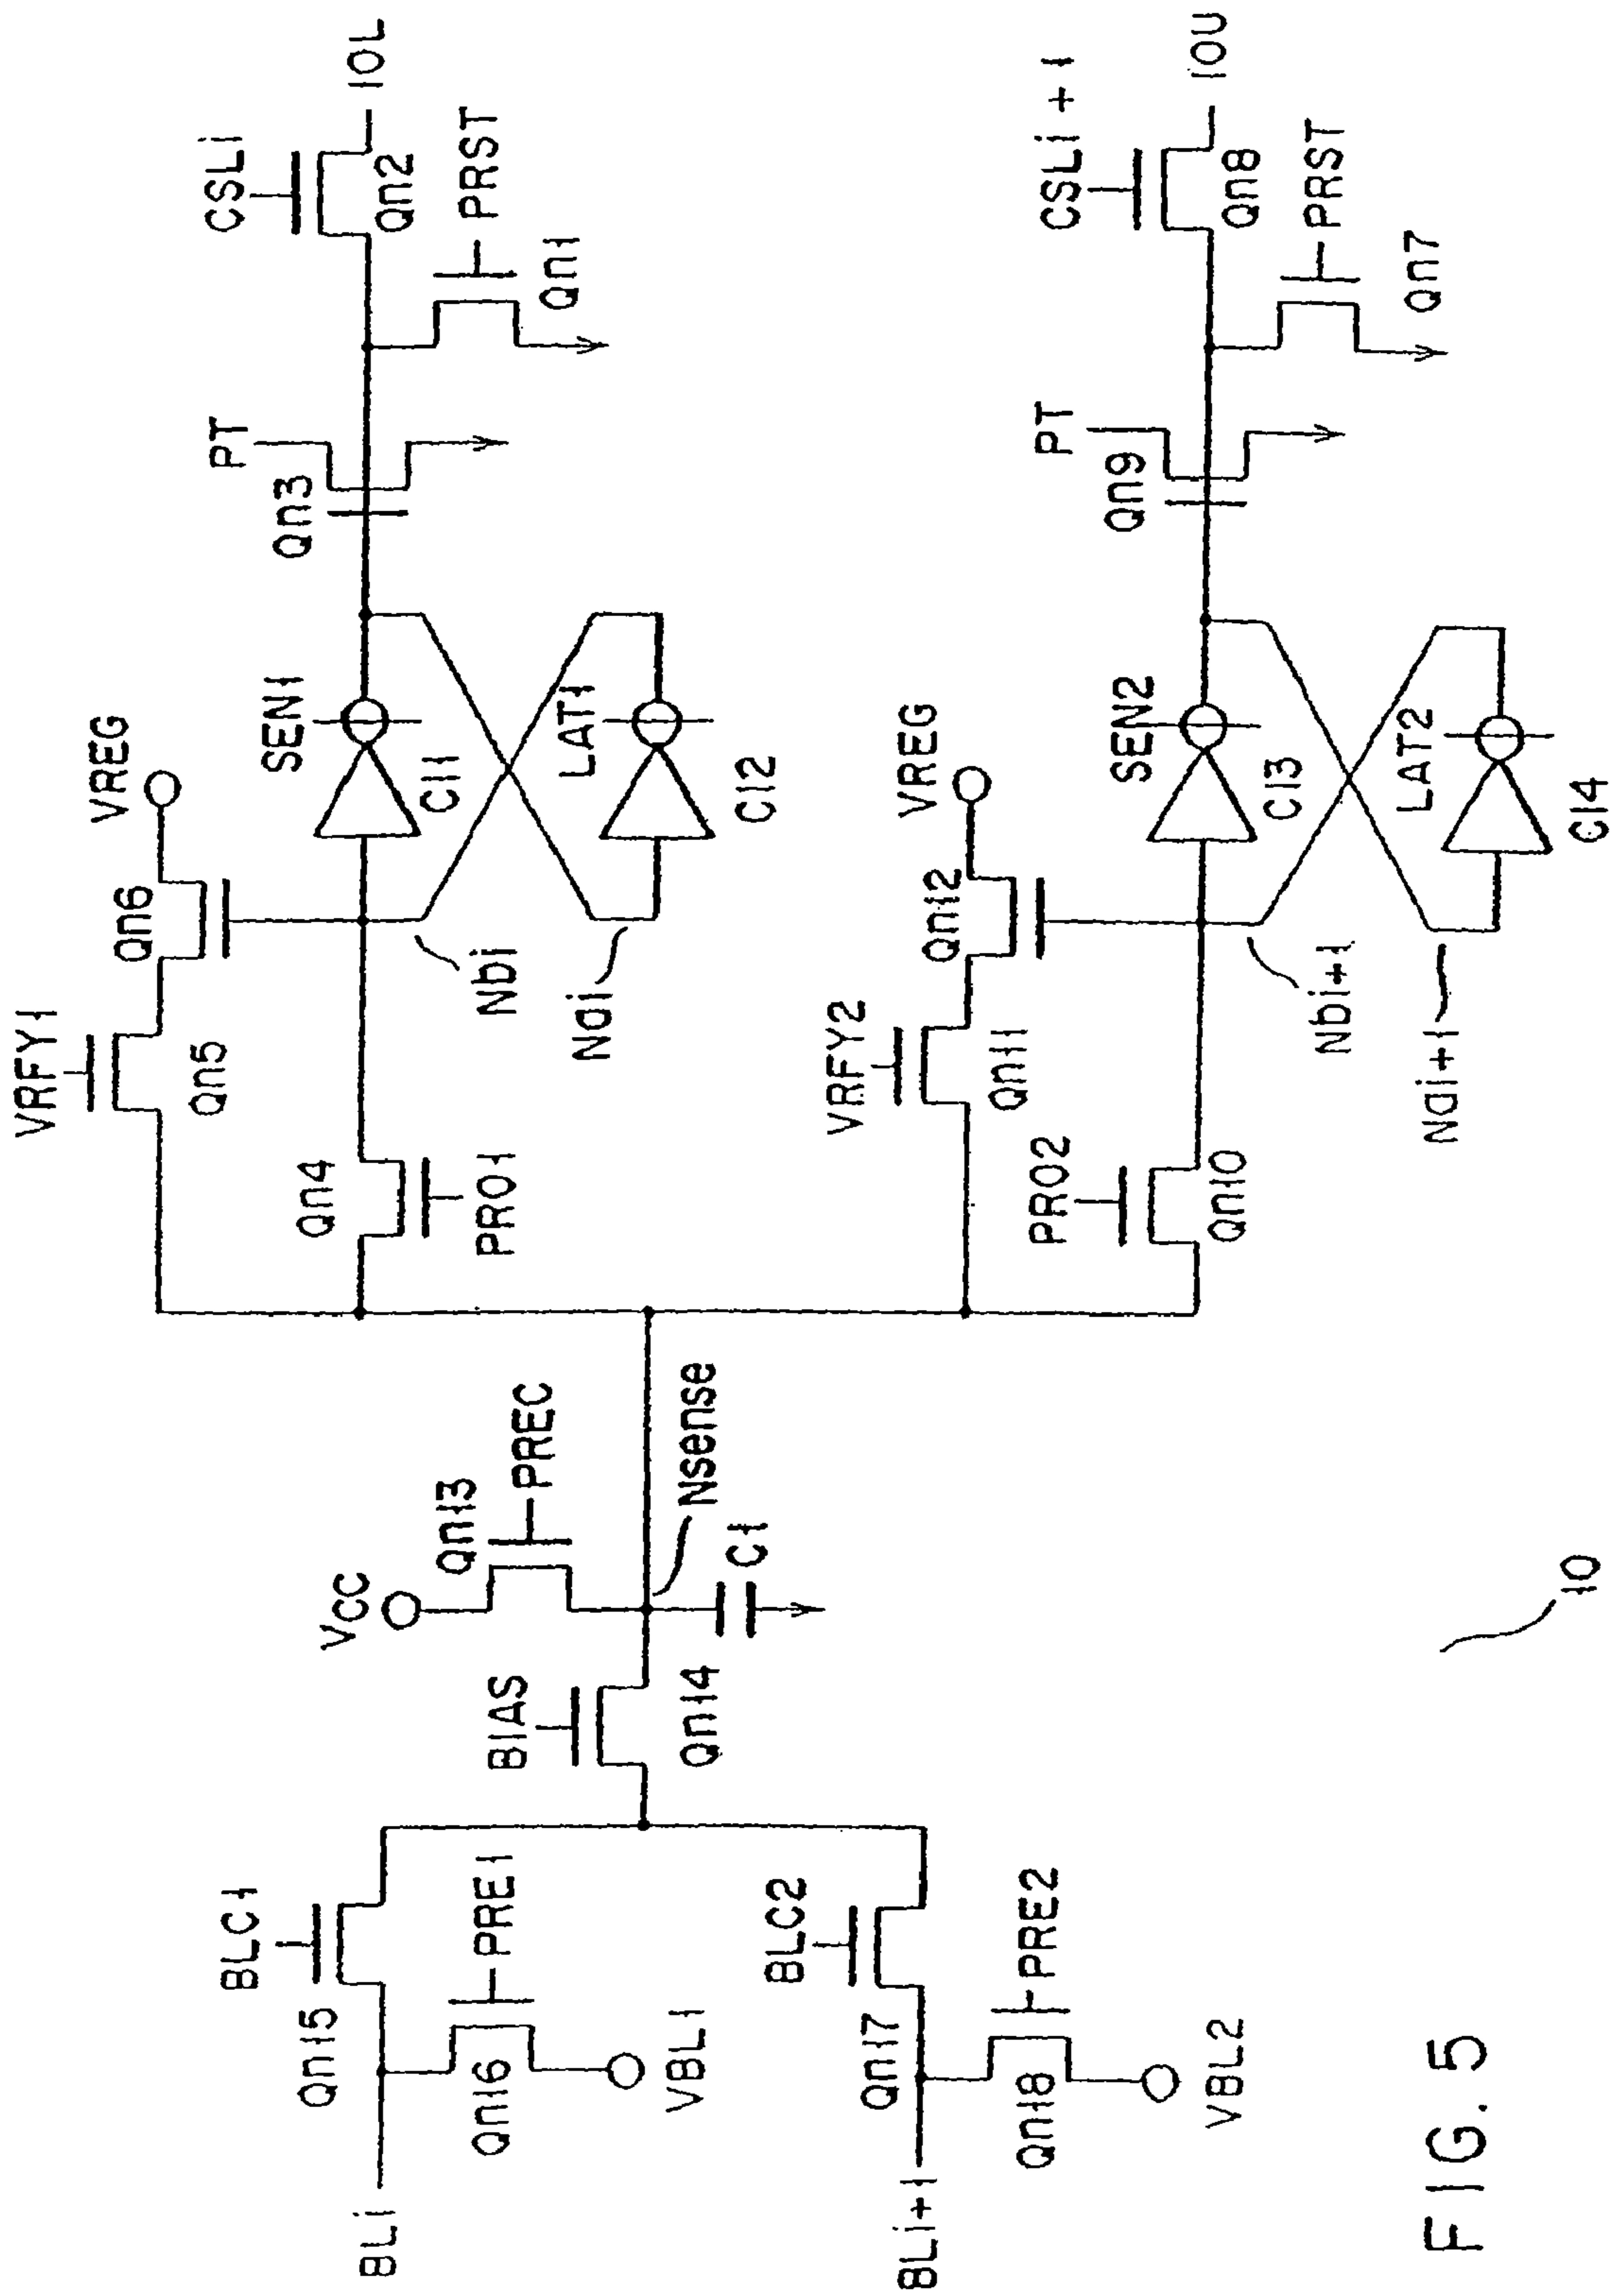 BLi
BLC1
Qn15
PRE1
Qn16
VBL1
BLi+1
BLC2
Qn17
PRE2
Qn18
VBL2
BIAS
Qn14
VCC
Qn13
PREC
Nsense
C1
VRFY1
Qn5
Qn6
VREG
Qn4
PRO1
Nbi
Nai
SEN1
CI1
LAT1
CI2
PT
Qn3
CSLi
Qn2
IOL
PRST
Qn1
VRFY2
Qn11
Qn12
VREG
PRO2
Qn10
Nbi+1
Nai+1
SEN2
CI3
LAT2
CI4
PT
Qn9
CSLi+1
Qn8
IOU
PRST
Qn7
10
FIG. 5